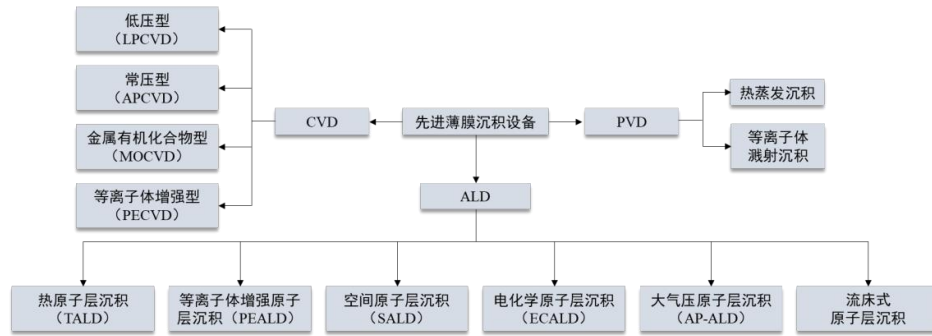 低压型
（LPCVD）
常压型
（APCVD）
金属有机化合物型
（MOCVD）
等离子体增强型
（PECVD）
CVD
先进薄膜沉积设备
PVD
热蒸发沉积
等离子体
溅射沉积
ALD
热原子层沉积
（TALD）
等离子体增强原子
层沉积（PEALD）
空间原子层沉积
（SALD）
电化学原子层沉积
（ECALD）
大气压原子层沉积
（AP-ALD）
流床式
原子层沉积